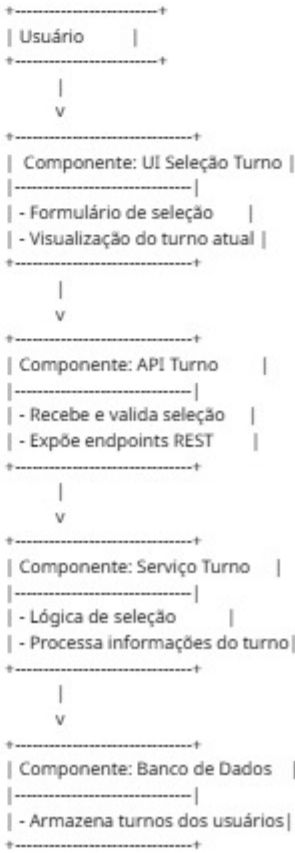 +------------------------+
| Usuário        |
+------------------------+
|
v
+------------------------------+
| Componente: UI Seleção Turno |
|------------------------------|
| - Formulário de seleção      |
| - Visualização do turno atual |
+------------------------------+
|
v
+------------------------------+
| Componente: API Turno        |
|------------------------------|
| - Recebe e valida seleção    |
| - Expõe endpoints REST       |
+------------------------------+
|
v
+------------------------------+
| Componente: Serviço Turno    |
|------------------------------|
| - Lógica de seleção         |
| - Processa informações do turno|
+------------------------------+
|
v
+------------------------------+
| Componente: Banco de Dados   |
|------------------------------|
| - Armazena turnos dos usuários|
+------------------------------+